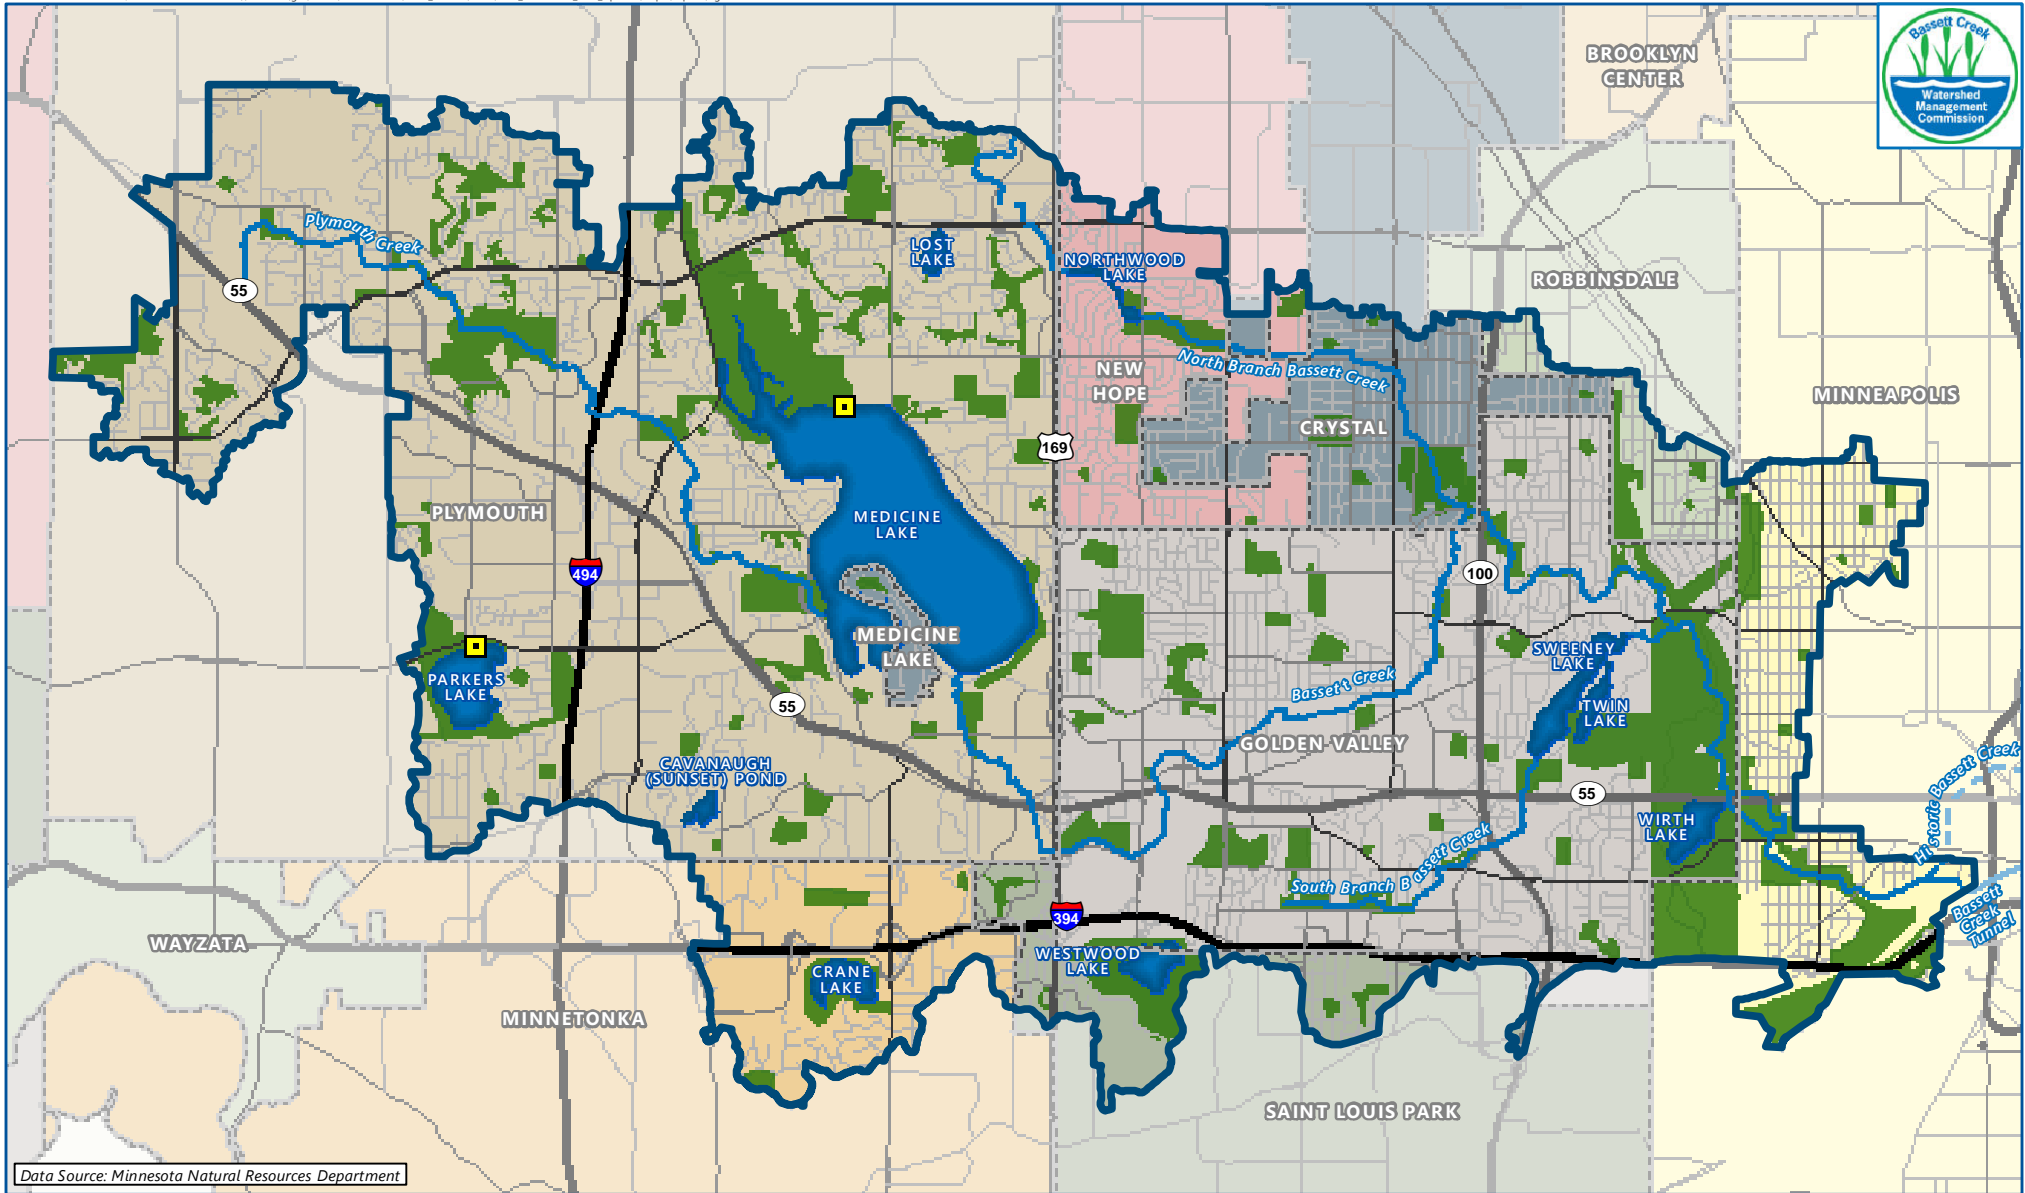 Bassett Creek
Watershed
Management
Commission
BROOKLYN
CENTER
Plymouth Creek
55
LOST
LAKE
NORTHWOOD
LAKE
ROBBINSDALE
NEW
HOPE
North Branch Bassett Creek
MINNEAPOLIS
CRYSTAL
169
PLYMOUTH
MEDICINE
LAKE
494
100
MEDICINE
LAKE
SWEENEY
LAKE
PARKERS
LAKE
Bassett Creek
55
TWIN
LAKE
GOLDEN VALLEY
CAVANAUGH
(SUNSET) POND
55
Historic Bassett Creek
WIRTH
LAKE
South Branch Bassett Creek
394
Bassett
Creek
Tunnel
WAYZATA
WESTWOOD
LAKE
CRANE
LAKE
MINNETONKA
SAINT LOUIS PARK
Data Source: Minnesota Natural Resources Department